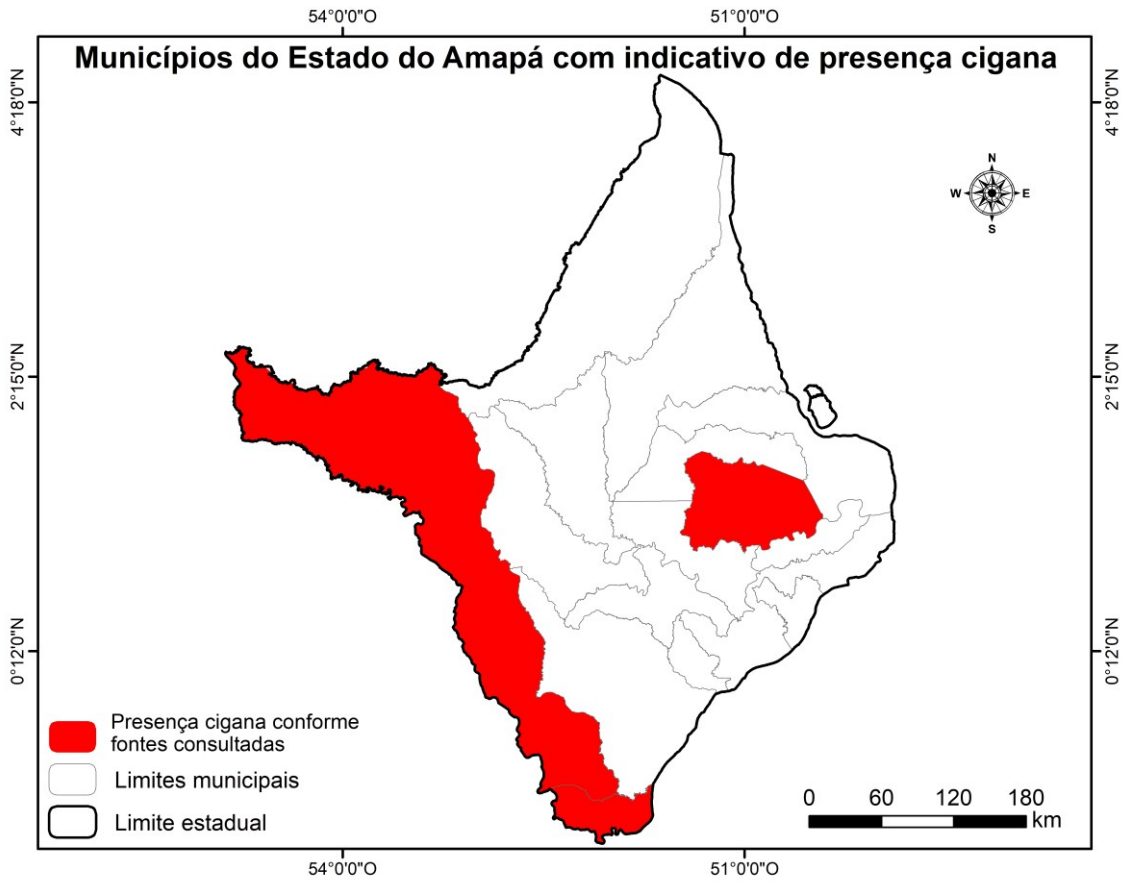 54°0'0"O
51°0'0"O
Municípios do Estado do Amapá com indicativo de presença cigana
4°18'0"N
4°18'0"N
N
W
E
S
2°15'0"N
2°15'0"N
0°12'0"N
0°12'0"N
Presença cigana conforme
fontes consultadas
Limites municipais
Limite estadual
0 60 120 180
km
54°0'0"O
51°0'0"O